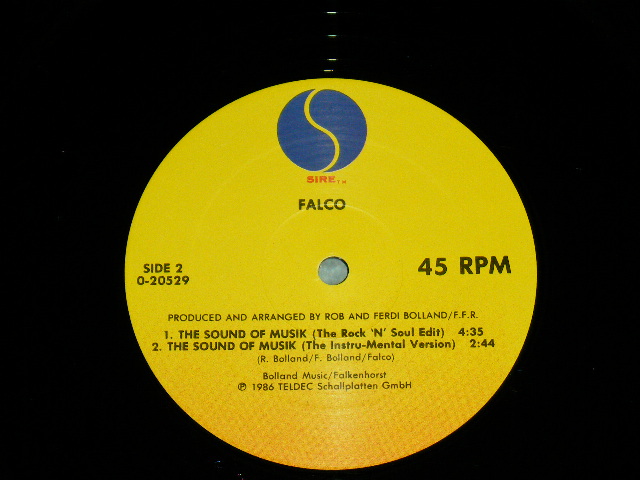 SIRE™
FALCO
SIDE 2
0-20529
45 RPM
PRODUCED AND ARRANGED BY ROB AND FERDI BOLLAND/F.F.R.
1. THE SOUND OF MUSIK (The Rock 'N' Soul Edit) 4:35
2. THE SOUND OF MUSIK (The Instru-Mental Version) 2:44
(R. Bolland/F. Bolland/Falco)
Bolland Music/Falkenhorst
℗ 1986 TELDEC Schallplatten GmbH